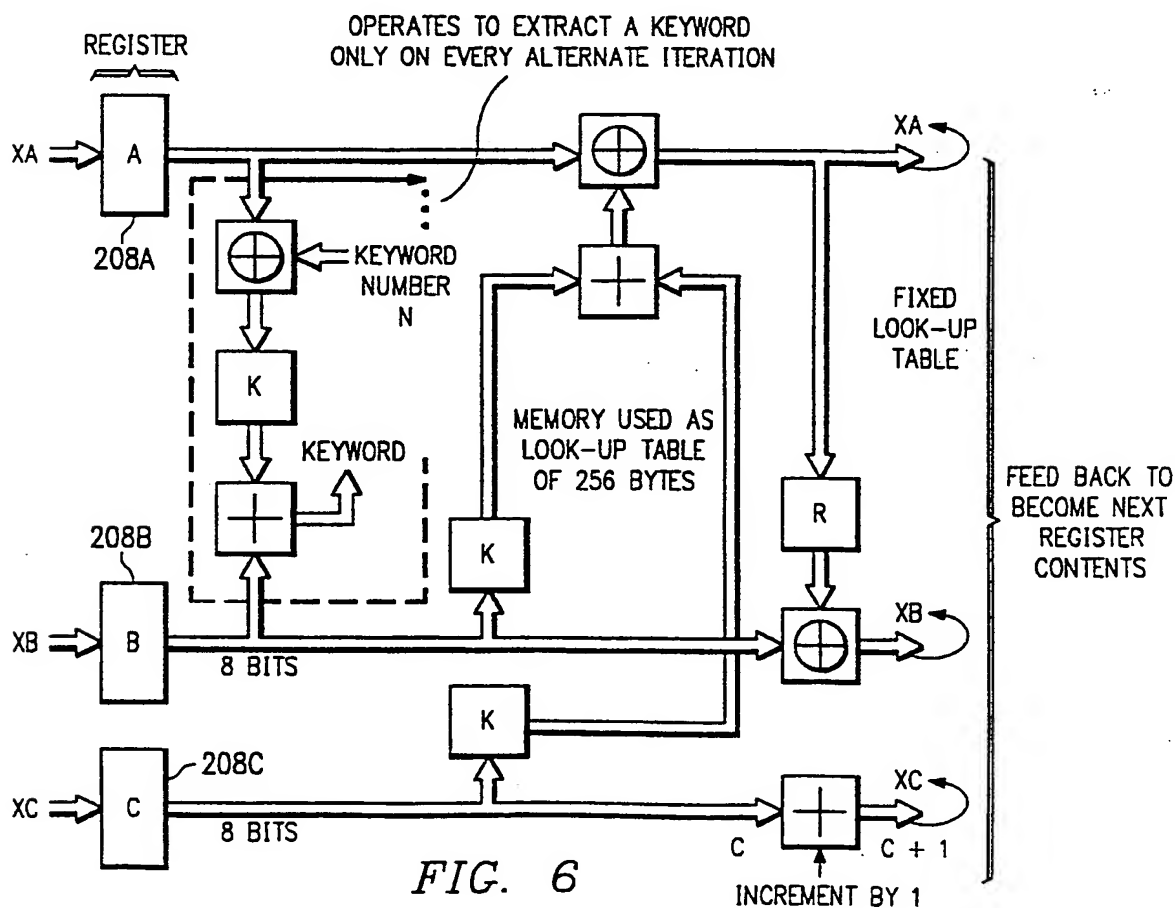 OPERATES TO EXTRACT A KEYWORD
ONLY ON EVERY ALTERNATE ITERATION
REGISTER
XA
A
208A
XA
KEYWORD
NUMBER
N
K
KEYWORD
FIXED
LOOK-UP
TABLE
MEMORY USED AS
LOOK-UP TABLE
OF 256 BYTES
R
FEED BACK TO
BECOME NEXT
REGISTER
CONTENTS
208B
XB
B
8 BITS
K
XB
K
208C
XC
C
8 BITS
C
XC
C + 1
INCREMENT BY 1
FIG. 6